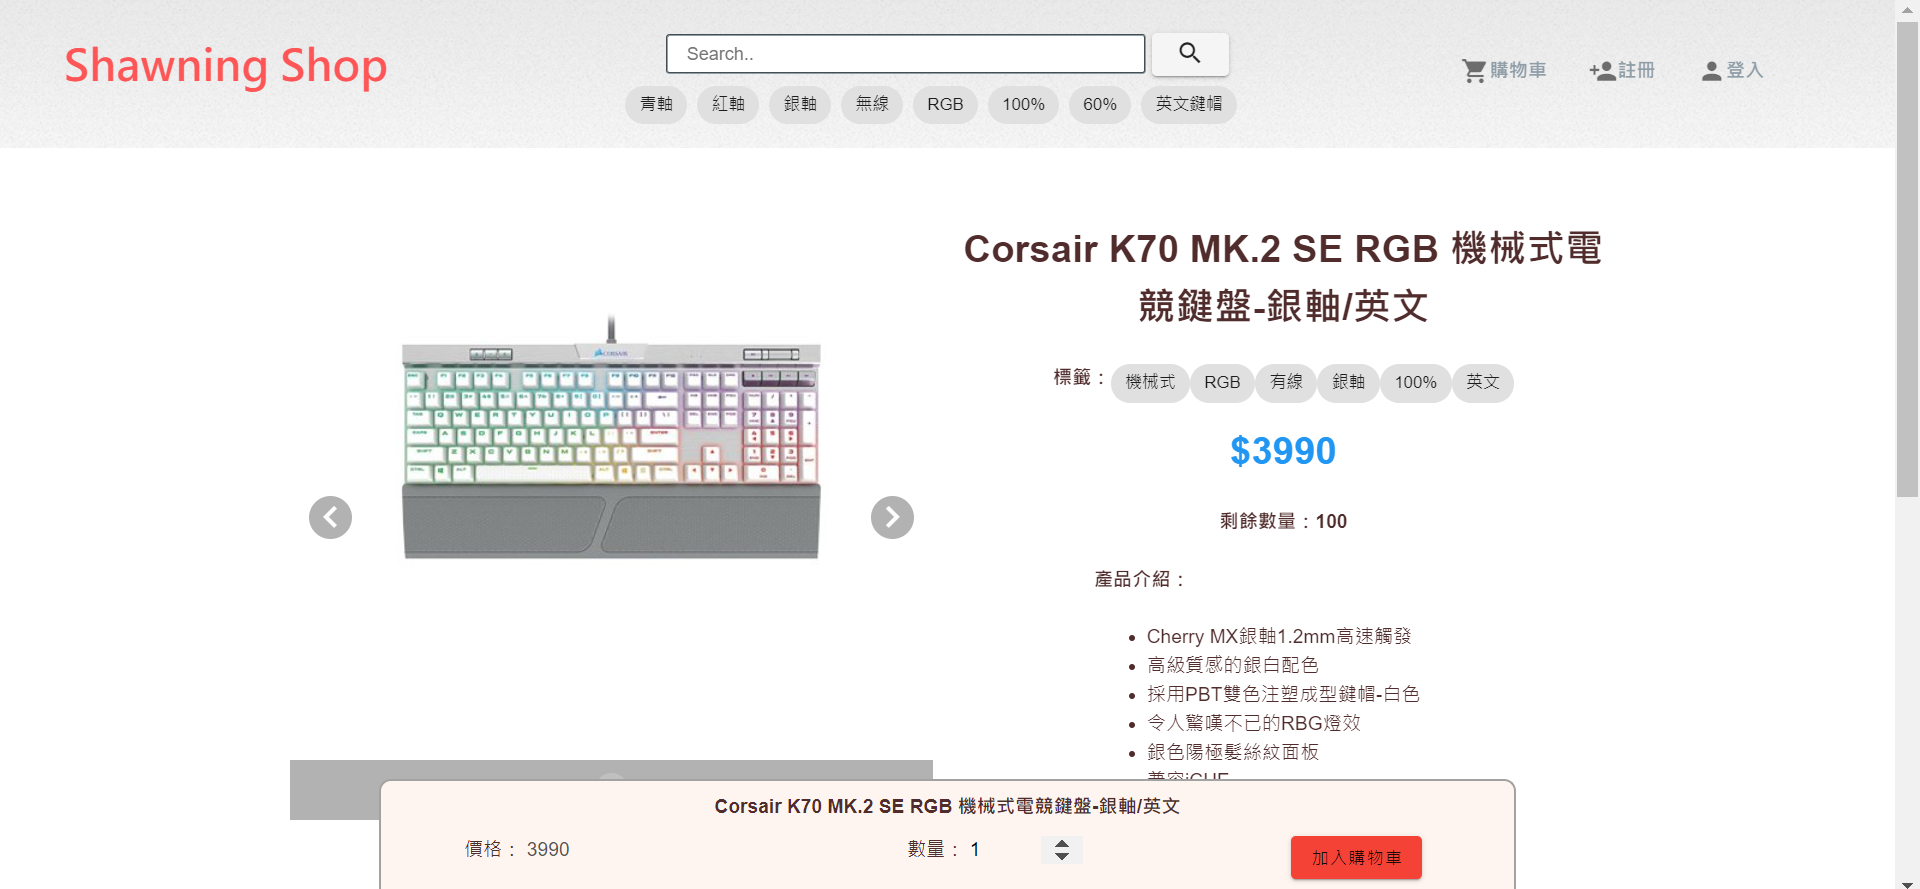 Shawning Shop
Search..
購物車
註冊
登入
青軸
紅軸
銀軸
無線
RGB
100%
60%
英文鍵帽
Corsair K70 MK.2 SE RGB 機械式電
競鍵盤-銀軸/英文
標籤：
機械式
RGB
有線
銀軸
100%
英文
$3990
剩餘數量：100
產品介紹：
Cherry MX銀軸1.2mm高速觸發
高級質感的銀白配色
採用PBT雙色注塑成型鍵帽-白色
令人驚嘆不已的RBG燈效
銀色陽極髮絲紋面板
CORSAIR
Corsair K70 MK.2 SE RGB 機械式電競鍵盤-銀軸/英文
價格： 3990
數量： 1
加入購物車